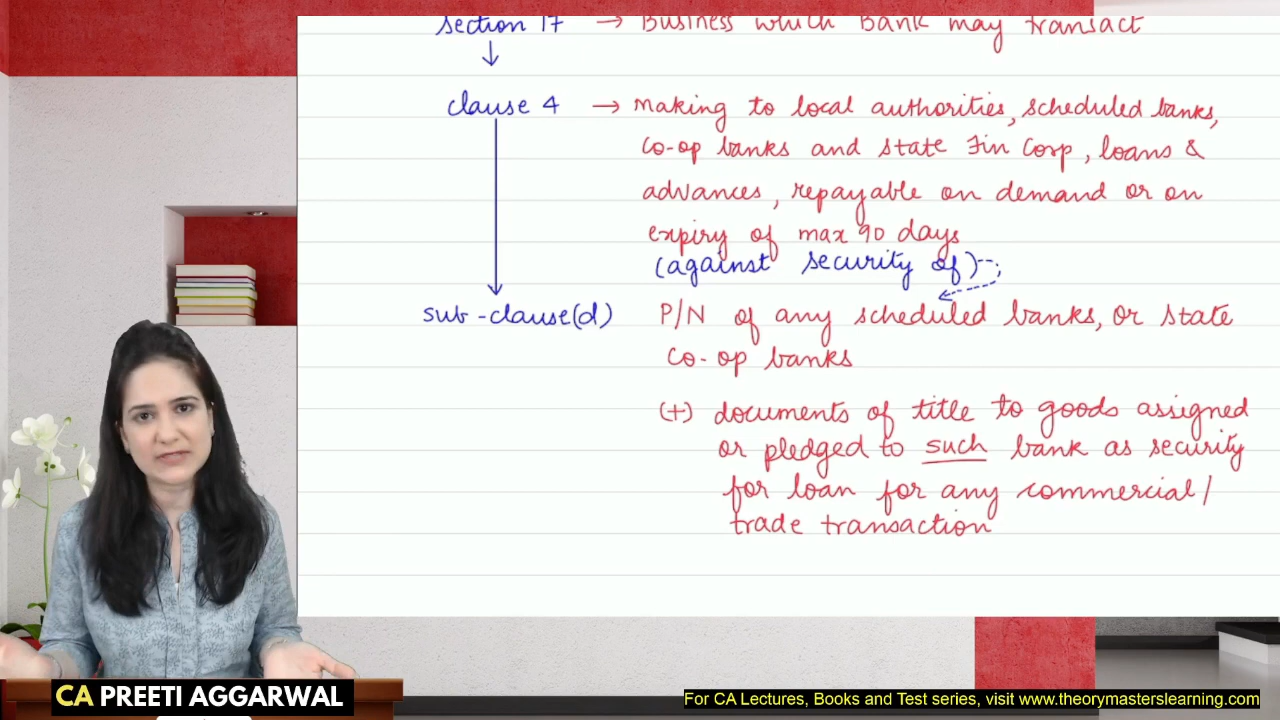 section 17 → Business which Bank may transact
clause 4 → Making to local authorities, scheduled banks,
co-op banks and state Fin Corp, loans &
advances, repayable on demand or on
expiry of max 90 days
(against security of)
sub-clause(d) P/N of any scheduled banks, or state
co-op banks
(+) documents of title to goods assigned
or pledged to such bank as security
for loan for any commercial/
trade transaction
CA PREETI AGGARWAL
For CA Lectures, Books and Test series, visit www.theorymasterslearning.com